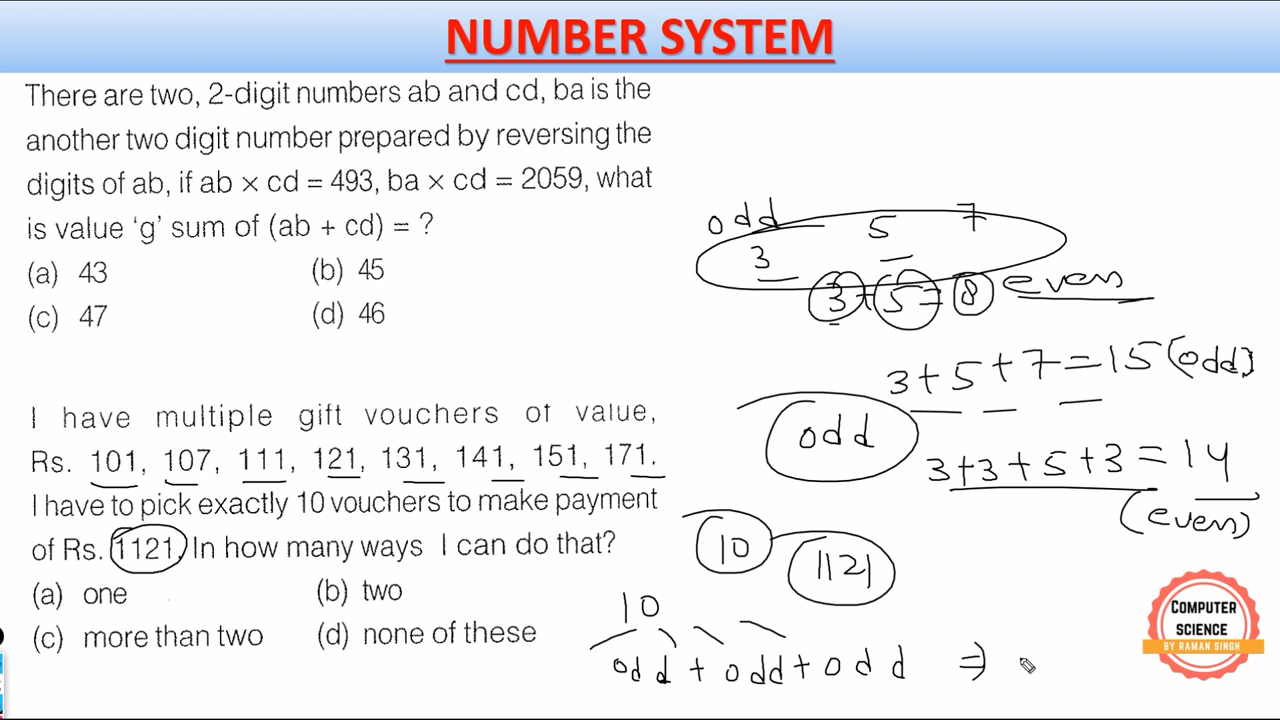 NUMBER SYSTEM
There are two, 2-digit numbers ab and cd, ba is the
another two digit number prepared by reversing the
digits of ab, if ab × cd = 493, ba × cd = 2059, what
is value ‘g’ sum of (ab + cd) = ?
(a) 43 (b) 45
(c) 47 (d) 46
I have multiple gift vouchers of value,
Rs. 101, 107, 111, 121, 131, 141, 151, 171.
I have to pick exactly 10 vouchers to make payment
of Rs. 1121 In how many ways I can do that?
(a) one (b) two
(c) more than two (d) none of these
odd
3 5 7
3+5=8 even
3+5+7=15(odd)
odd
3+3+5+3=14
(even)
10 1121
10
odd + odd + odd ⇒
COMPUTER
SCIENCE
BY RAMAN SINGH